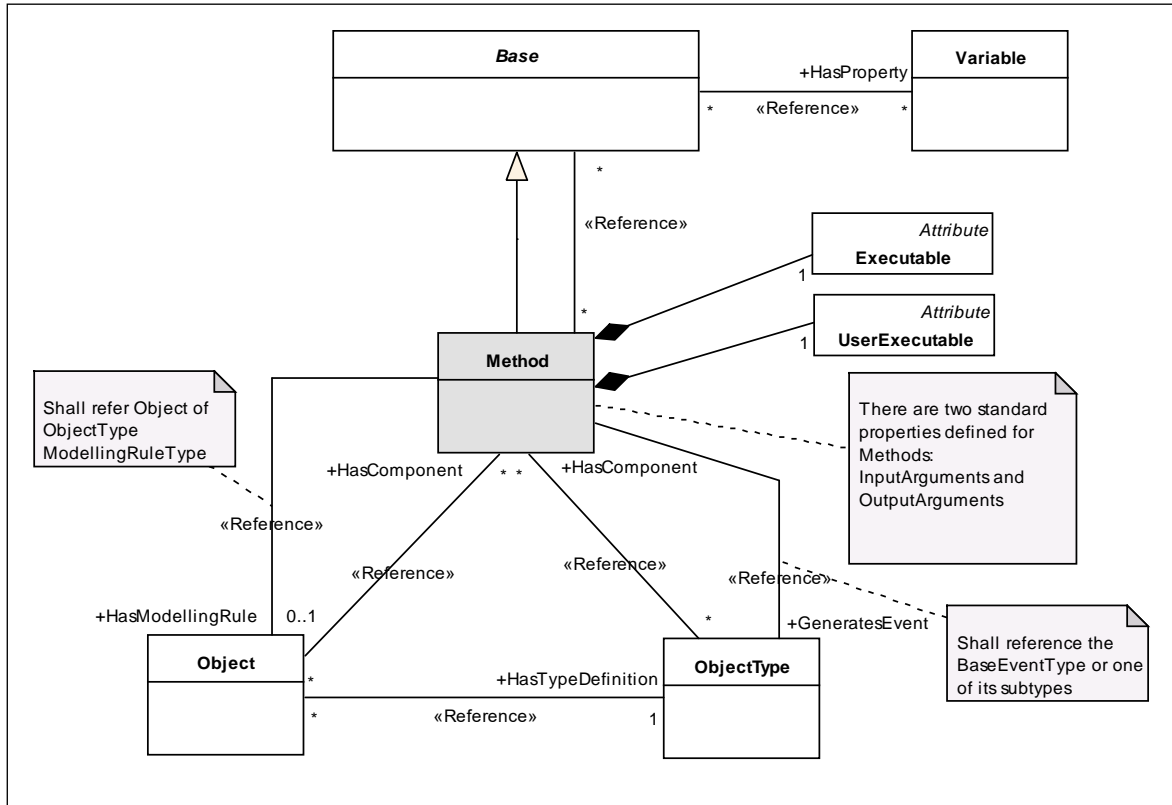 Base
Variable
+HasProperty
«Reference»
*
*
*
«Reference»
*
Attribute
Executable
1
Attribute
UserExecutable
1
Method
Shall refer Object of
ObjectType
ModellingRuleType
There are two standard
properties defined for
Methods:
InputArguments and
OutputArguments
+HasComponent
* *
+HasComponent
«Reference»
«Reference»
«Reference»
«Reference»
+HasModellingRule
0..1
*
+GeneratesEvent
Shall reference the
BaseEventType or one
of its subtypes
Object
ObjectType
*
+HasTypeDefinition
*
«Reference»
1